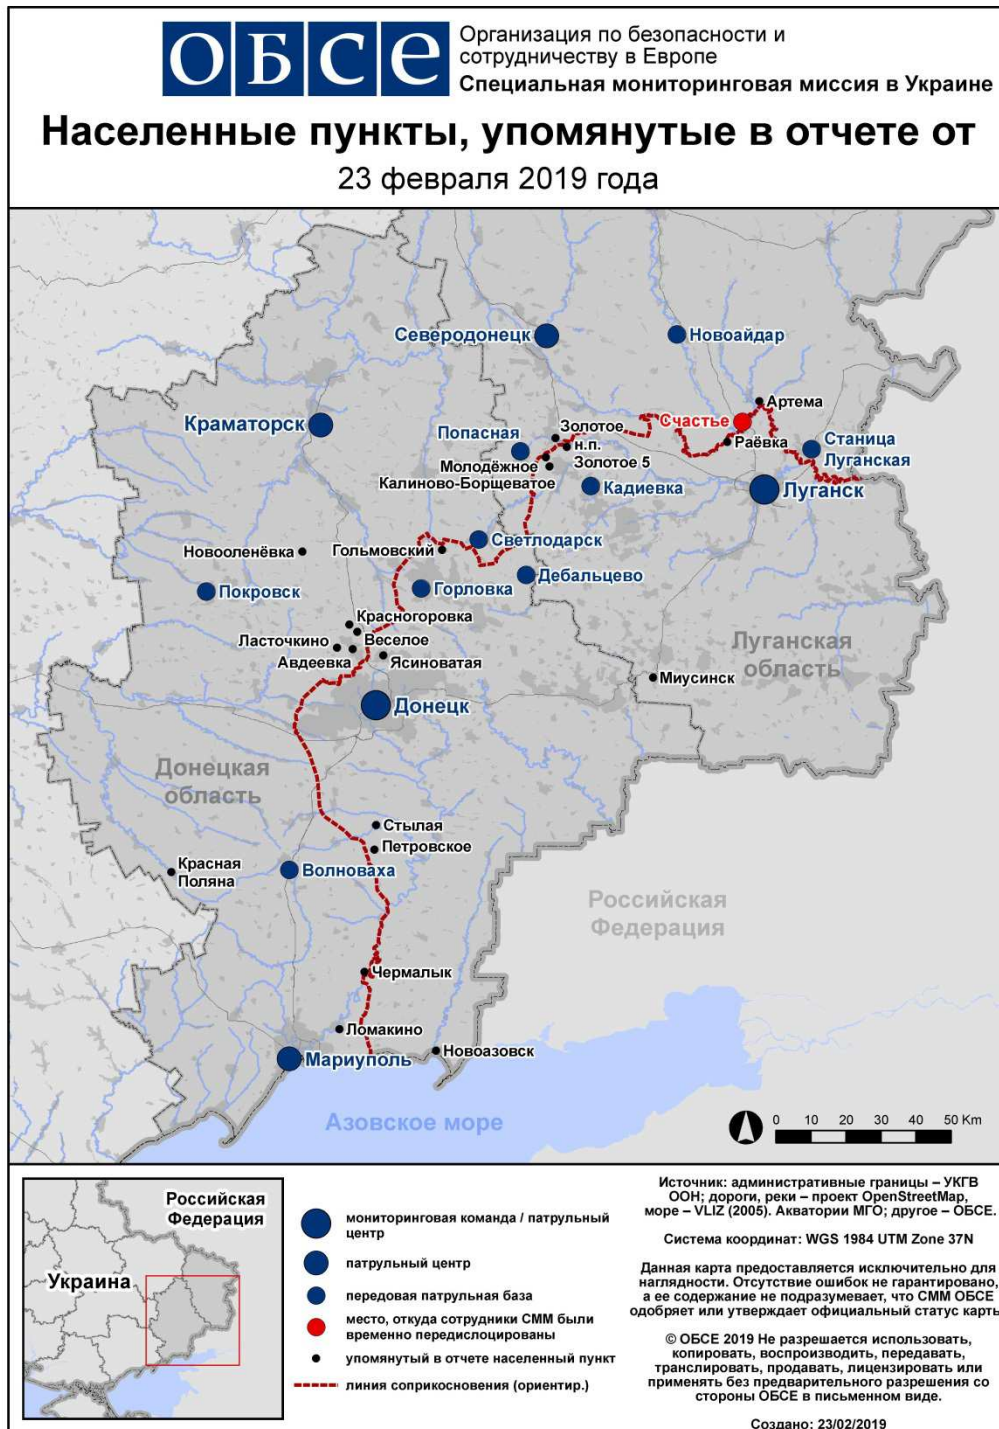 ОБСЕ
Организация по безопасности и
сотрудничеству в Европе
Специальная мониторинговая миссия в Украине
Населенные пункты, упомянутые в отчете от
23 февраля 2019 года
Северодонецк
Новоайдар
Артема
Счастье
Краматорск
Попасная
Золотое
н.п.
Раёвка
Станица
Луганская
Молодёжное
Золотое 5
Калиново-Борщеватое
Кадиевка
Луганск
Новооленёвка
Гольмовский
Светлодарск
Покровск
Горловка
Дебальцево
Красногоровка
Ласточкино
Веселое
Авдеевка
Ясиноватая
Луганская
область
Миусинск
Донецк
Донецкая
область
Стылая
Петровское
Красная
Поляна
Волноваха
Российская
Федерация
Чермалык
Ломакино
Новоазовск
Мариуполь
Азовское море
0 10 20 30 40 50 Km
Российская
Федерация
Украина
мониторинговая команда / патрульный
центр
патрульный центр
передовая патрульная база
место, откуда сотрудники СММ были
временно передислоцированы
упомянутый в отчете населенный пункт
линия соприкосновения (ориентир.)
Источник: административные границы – УКГВ
ООН; дороги, реки – проект OpenStreetMap,
море – VLIZ (2005). Акватории МГО; другое – ОБСЕ.
Система координат: WGS 1984 UTM Zone 37N
Данная карта предоставляется исключительно для
наглядности. Отсутствие ошибок не гарантировано,
а ее содержание не подразумевает, что СММ ОБСЕ
одобряет или утверждает официальный статус карты
© ОБСЕ 2019 Не разрешается использовать,
копировать, воспроизводить, передавать,
транслировать, продавать, лицензировать или
применять без предварительного разрешения со
стороны ОБСЕ в письменном виде.
Создано: 23/02/2019